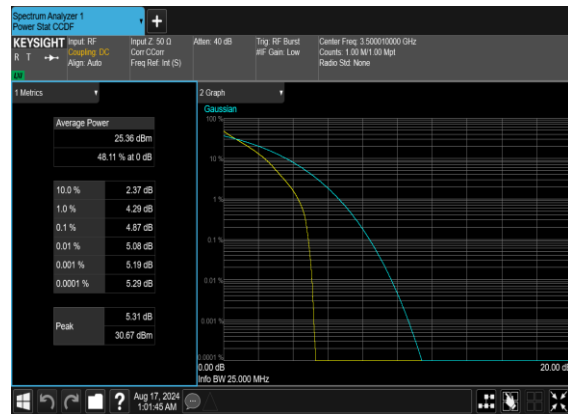 Spectrum Analyzer 1
Power Stat CCDF
+
KEYSIGHT
R T
LW
Input: RF
Coupling: DC
Align: Auto
Input Z: 50 Ω
Corr CCorr
Freq Ref: Int (S)
Atten: 40 dB
Trig: RF Burst
#IF Gain: Low
Center Freq: 3.500010000 GHz
Counts: 1.00 M/1.00 Mpt
Radio Std: None
1 Metrics
Average Power
25.36 dBm
48.11 % at 0 dB
10.0 % 2.37 dB
1.0 % 4.29 dB
0.1 % 4.87 dB
0.01 % 5.08 dB
0.001 % 5.19 dB
0.0001 % 5.29 dB
Peak
5.31 dB
30.67 dBm
2 Graph
Gaussian
100 %
10 %
1 %
0.1 %
0.01 %
0.001 %
0.0001 %
0.00 dB
20.00 dB
Info BW 25.000 MHz
?
Aug 17, 2024
1:01:45 AM